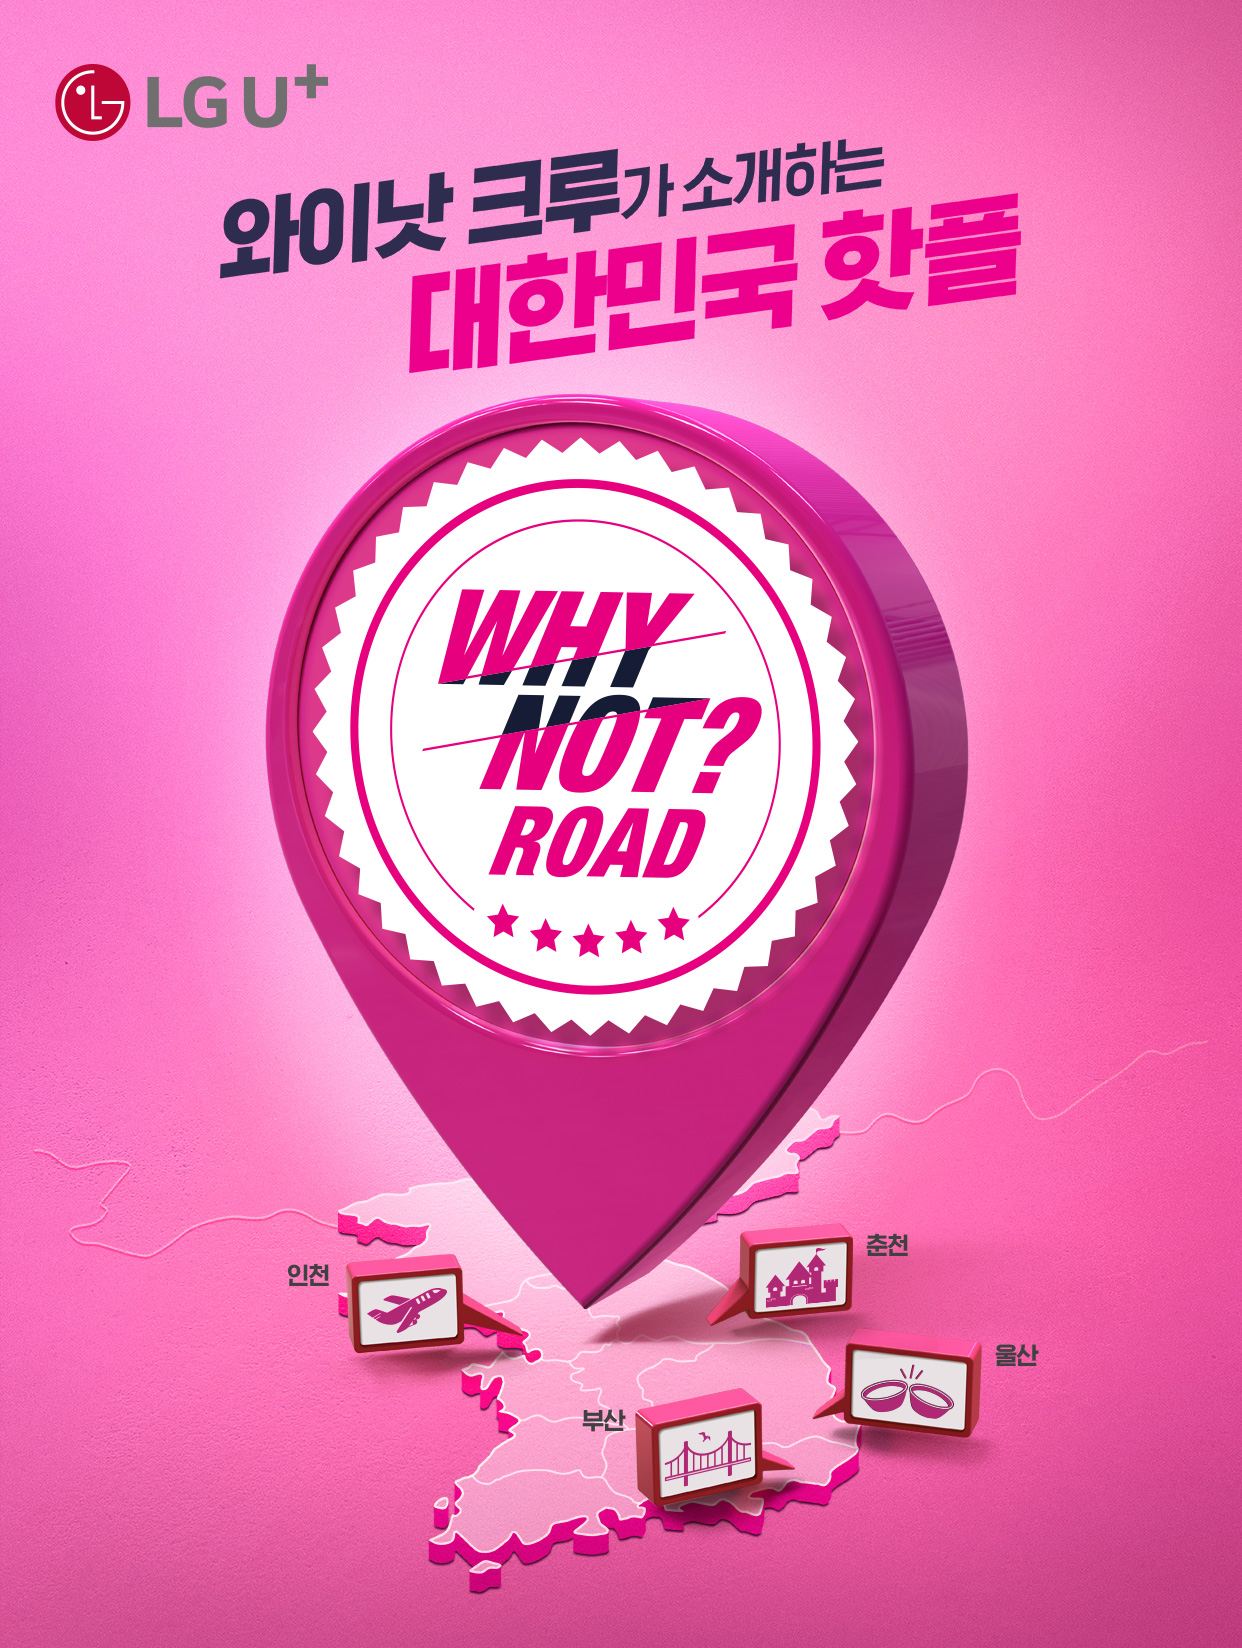 LG U+
와이낫 크루가 소개하는
대한민국 핫플
WHY
NOT?
ROAD
춘천
인천
울산
부산